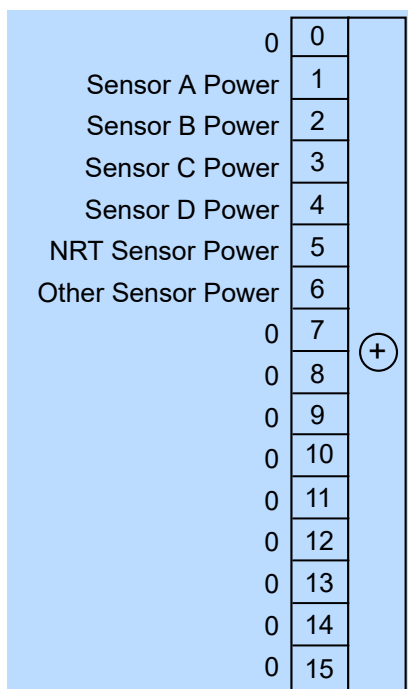 0 0
Sensor A Power 1
Sensor B Power 2
Sensor C Power 3
Sensor D Power 4
NRT Sensor Power 5
Other Sensor Power 6
0 7
+
0 8
0 9
0 10
0 11
0 12
0 13
0 14
0 15